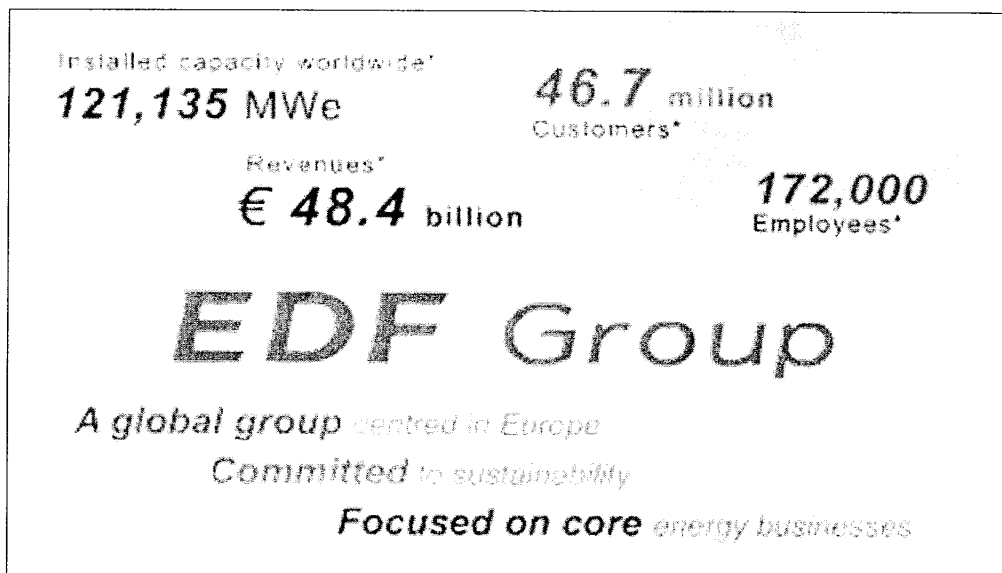 Installed capacity worldwide*
121,135 MWe
46.7 million
Customers*
Revenues*
€ 48.4 billion
172,000
Employees*
EDF Group
A global group centred in Europe
Committed to sustainability
Focused on core energy businesses